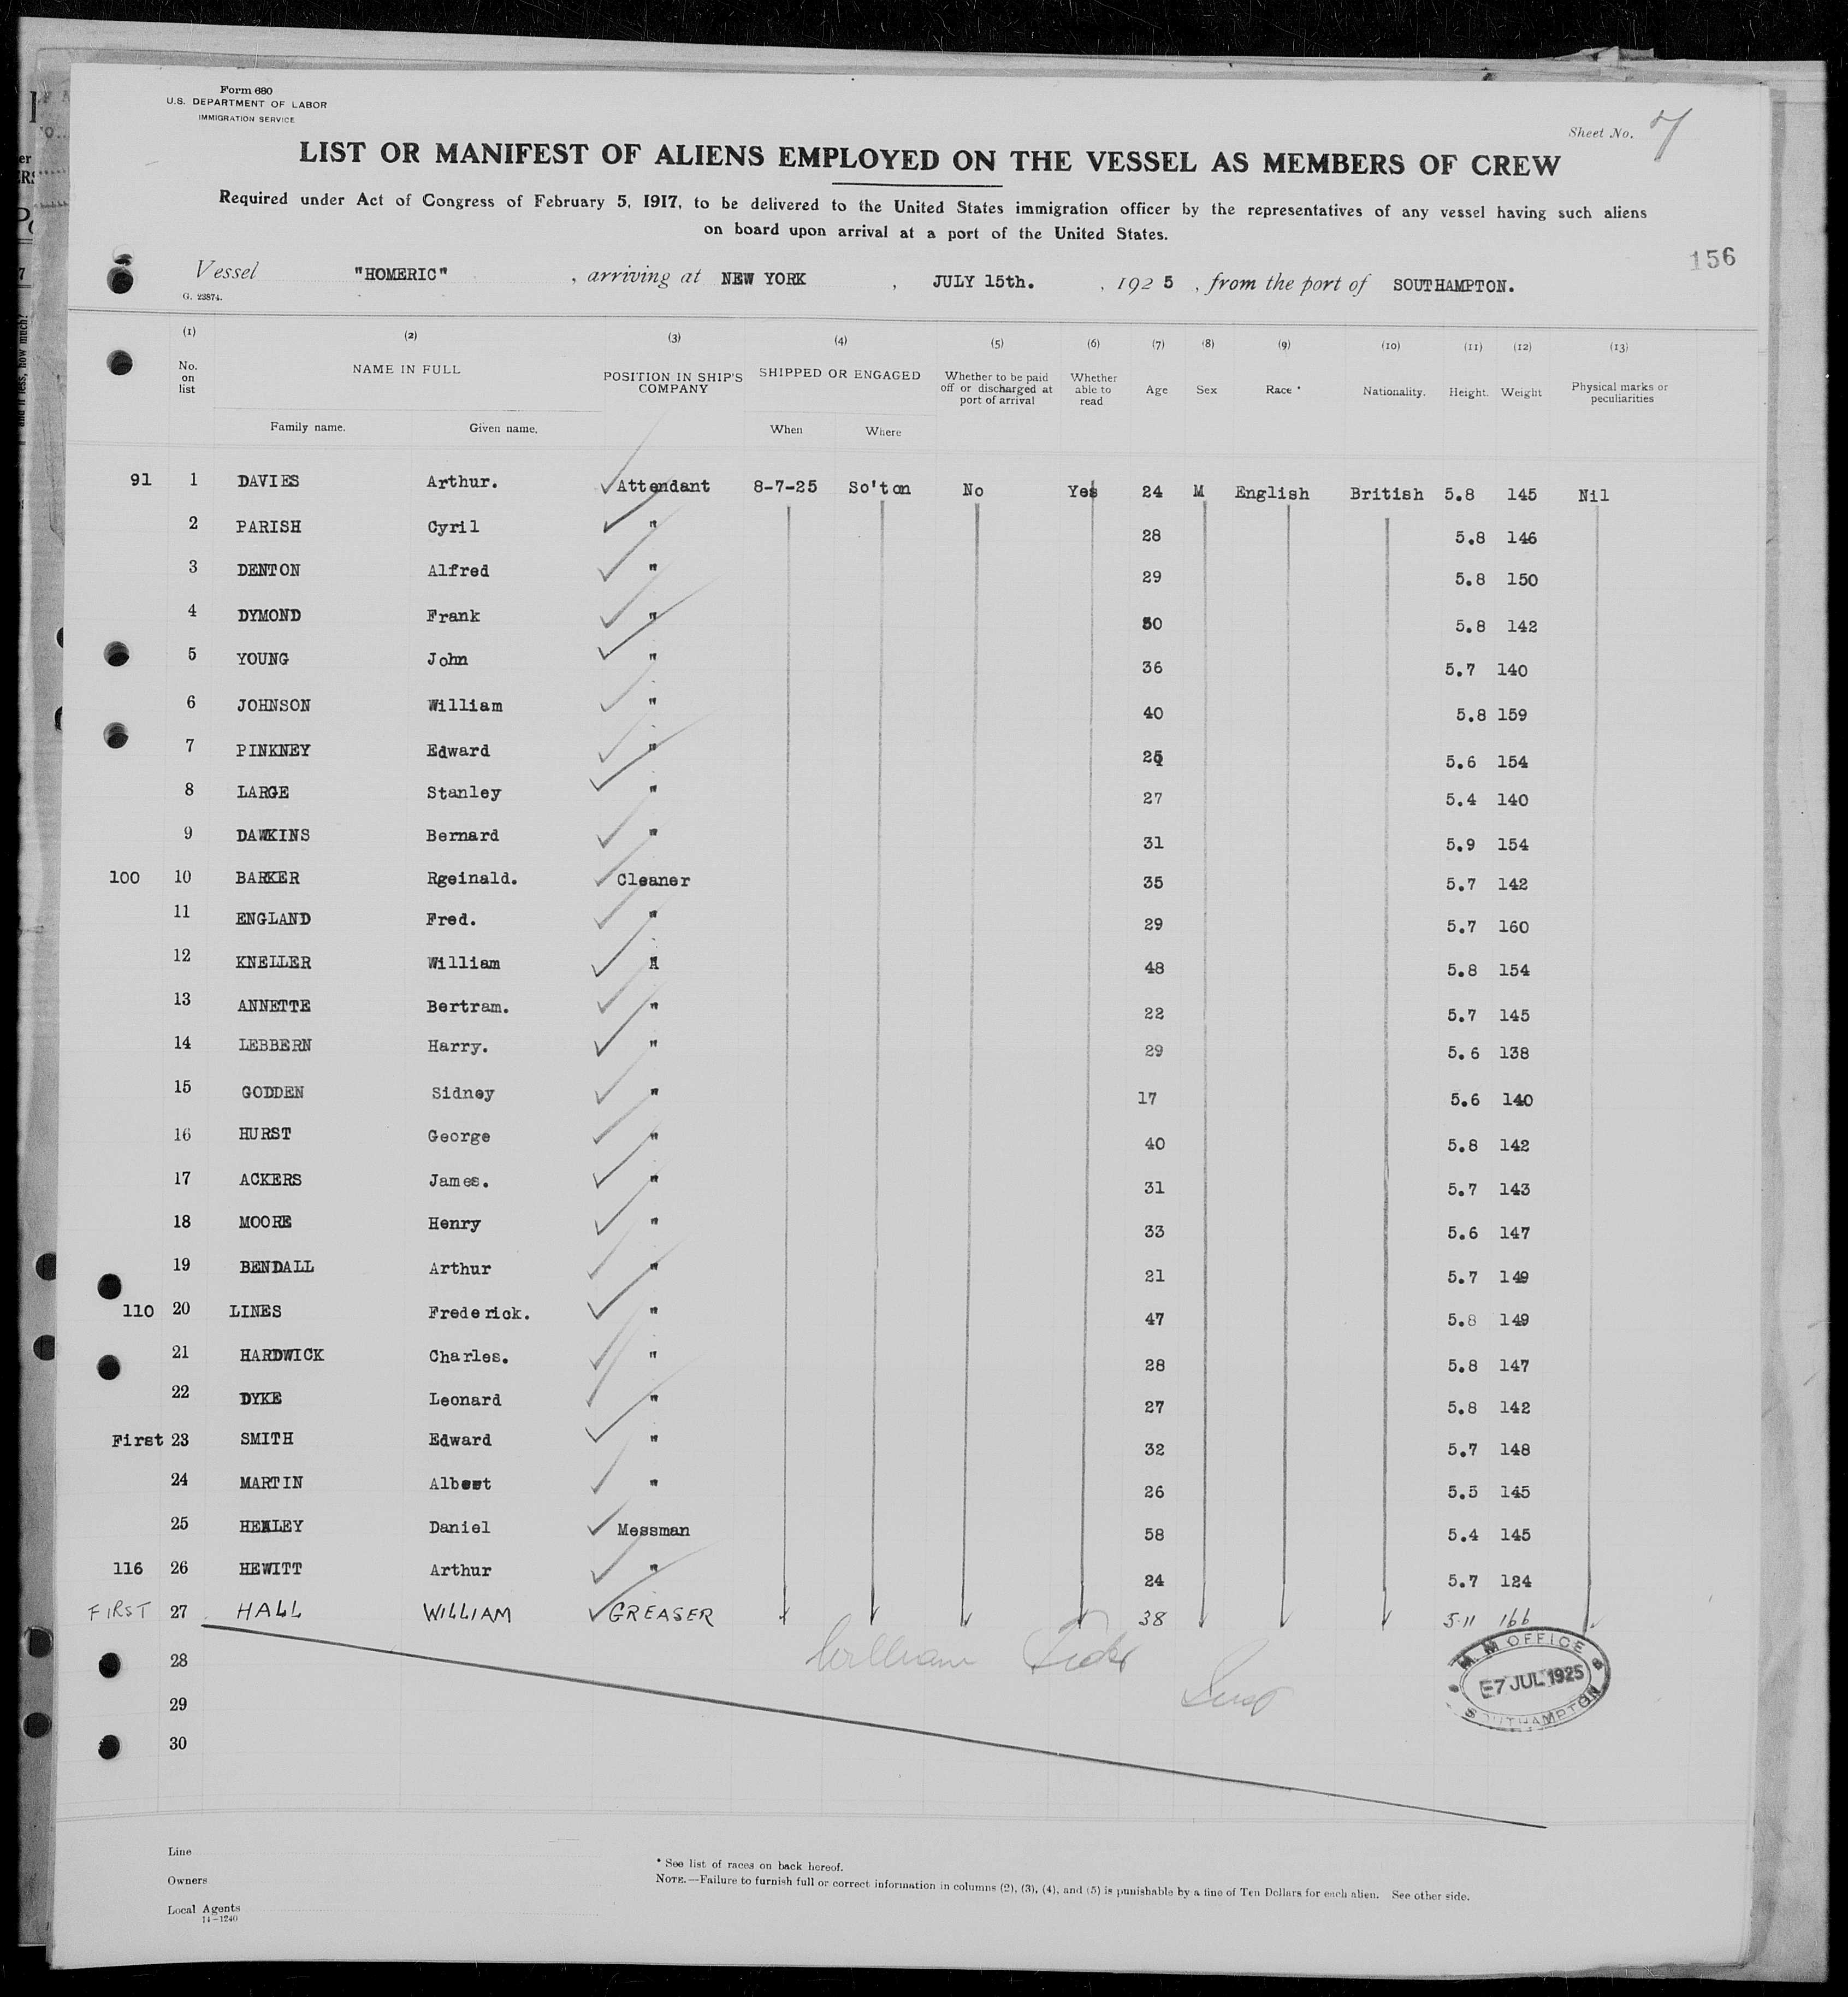 Form 680
U.S. DEPARTMENT OF LABOR
IMMIGRATION SERVICE
Sheet No. 7
LIST OR MANIFEST OF ALIENS EMPLOYED ON THE VESSEL AS MEMBERS OF CREW
Required under Act of Congress of February 5, 1917, to be delivered to the United States immigration officer by the representatives of any vessel having such aliens
on board upon arrival at a port of the United States.
156
Vessel "HOMERIC" , arriving at NEW YORK , JULY 15th. , 192 5 , from the port of SOUTHAMPTON.
G. 23874.
(1) (2) (3) (4) (5) (6) (7) (8) (9) (10) (11) (12) (13)
No. on list NAME IN FULL POSITION IN SHIP'S COMPANY SHIPPED OR ENGAGED Whether to be paid off or discharged at port of arrival Whether able to read Age Sex Race * Nationality. Height. Weight Physical marks or peculiarities
Family name. Given name. When Where
91 1 DAVIES Arthur. Attendant 8-7-25 So'ton No Yes 24 M English British 5.8 145 Nil
2 PARISH Cyril " 28 5.8 146
3 DENTON Alfred " 29 5.8 150
4 DYMOND Frank " 50 5.8 142
5 YOUNG John " 36 5.7 140
6 JOHNSON William " 40 5.8 159
7 PINKNEY Edward " 5.6 154
8 LARGE Stanley " 27 5.4 140
9 DAWKINS Bernard " 31 5.9 154
100 10 BARKER Rgeinald. Cleaner 35 5.7 142
11 ENGLAND Fred. " 29 5.7 160
12 KNELLER William " 48 5.8 154
13 ANNETTE Bertram. " 22 5.7 145
14 LEBBERN Harry. " 29 5.6 138
15 GODDEN Sidney " 17 5.6 140
16 HURST George " 40 5.8 142
17 ACKERS James. " 31 5.7 143
18 MOORE Henry " 33 5.6 147
19 BENDALL Arthur " 21 5.7 149
110 20 LINES Frederick. " 47 5.8 149
21 HARDWICK Charles. " 28 5.8 147
22 DYKE Leonard " 27 5.8 142
First 23 SMITH Edward " 32 5.7 148
24 MARTIN Albert " 26 5.5 145
25 HEALEY Daniel Messman 58 5.4 145
116 26 HEWITT Arthur " 24 5.7 124
FIRST 27 HALL WILLIAM GREASER 38 5.11 166
William
28
29
30
M.M OFFICE
E7 JUL 1925
SOUTHAMPTON
Line
Owners
Local Agents
14-1240
* See list of races on back hereof.
NOTE.—Failure to furnish full or correct information in columns (2), (3), (4), and (5) is punishable by a fine of Ten Dollars for each alien. See other side.